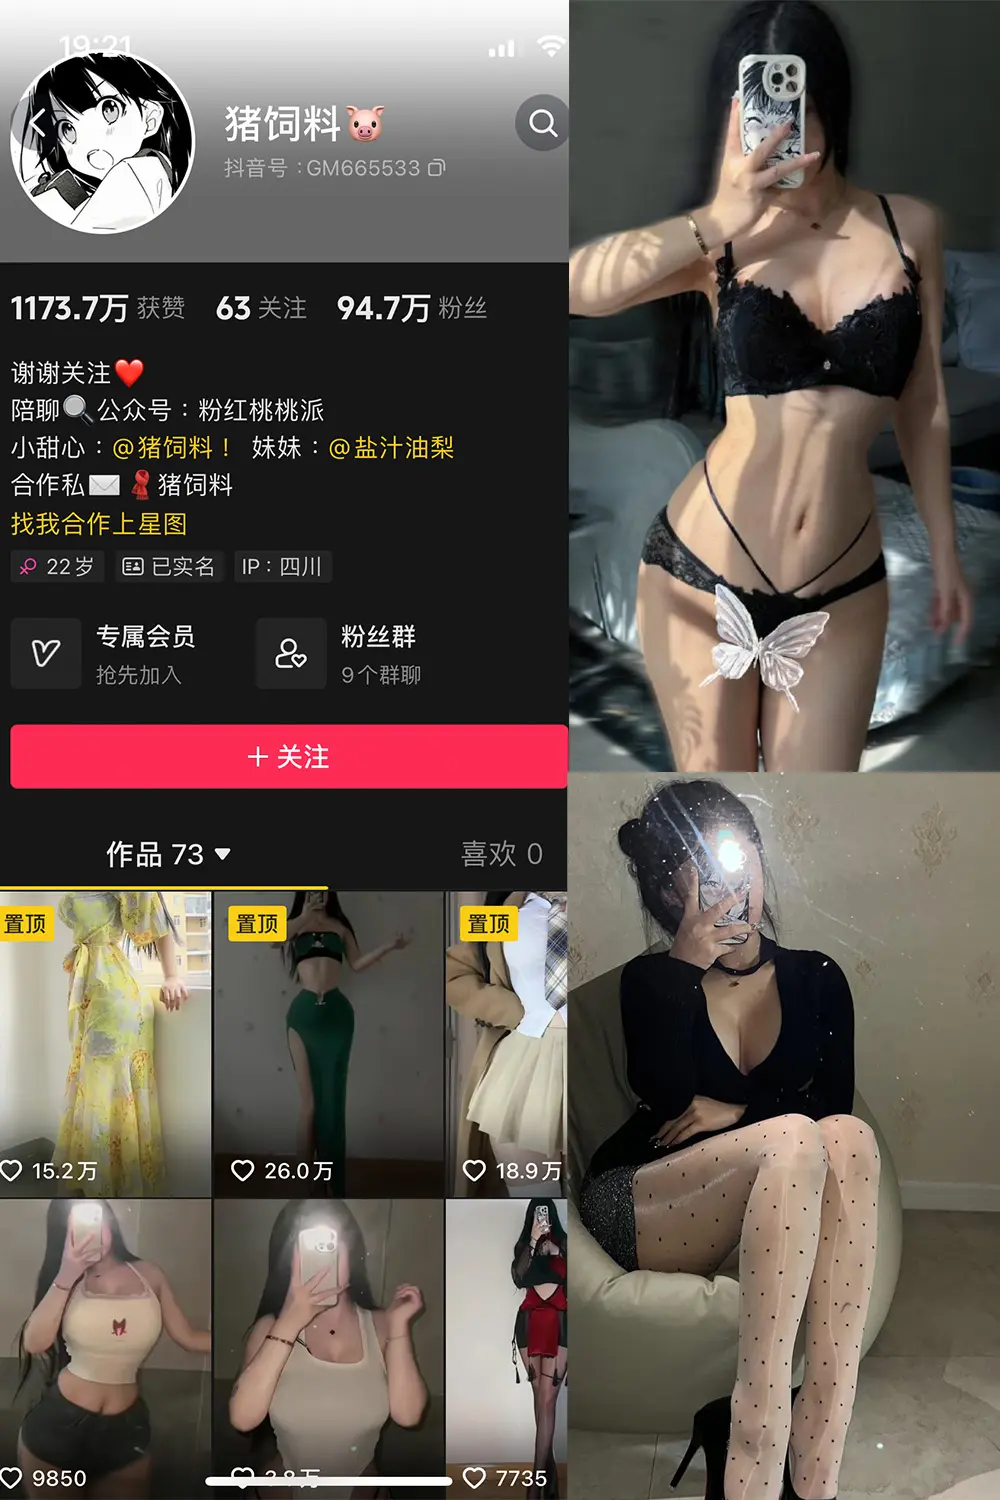 19:21
猪饲料🐷
抖音号：GM665533
1173.7万 获赞 63 关注 94.7万 粉丝
谢谢关注❤️
陪聊🔍公众号：粉红桃桃派
小甜心：@猪饲料！ 妹妹：@盐汁油梨
合作私✉️🧣猪饲料
找我合作上星图
♀ 22岁 已实名 IP：四川
专属会员 粉丝群
抢先加入 9个群聊
＋关注
作品 73 ▼ 喜欢 0
置顶 置顶 置顶
15.2万 26.0万 18.9万
9850 3.8万 7735